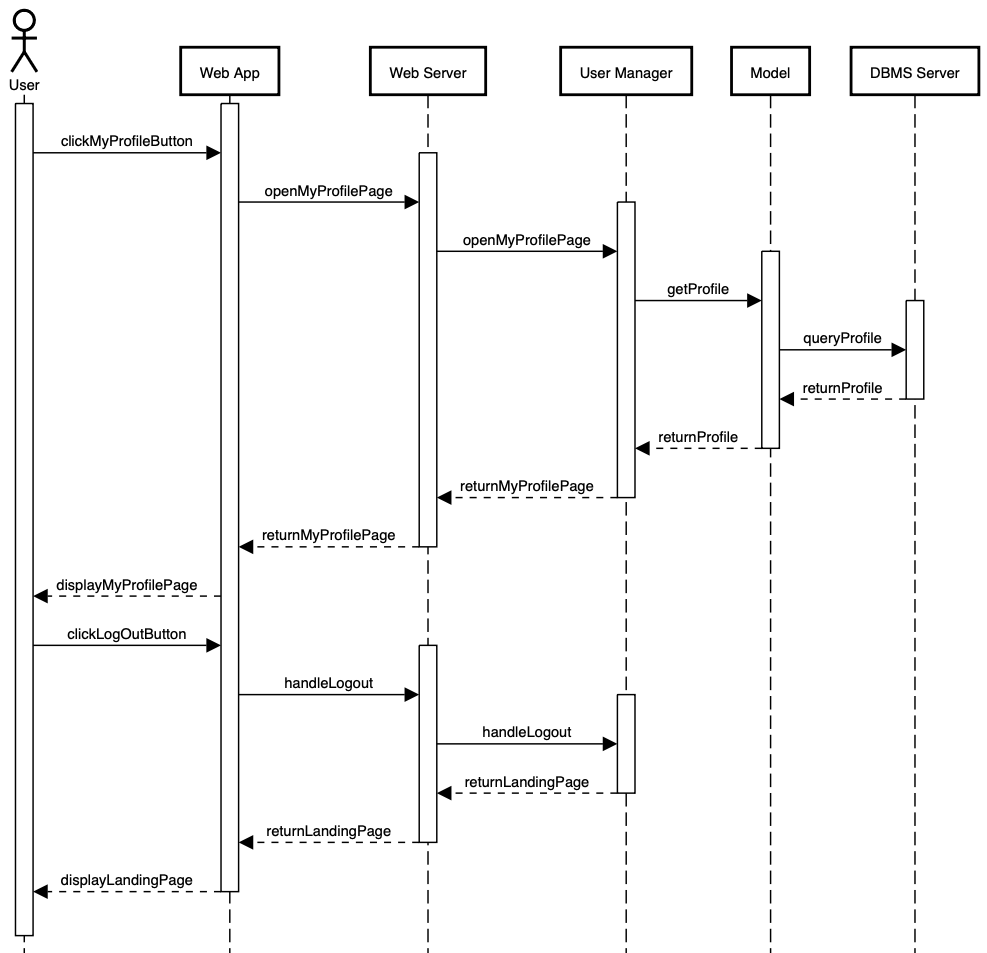 User
Web App
Web Server
User Manager
Model
DBMS Server
clickMyProfileButton
openMyProfilePage
openMyProfilePage
getProfile
queryProfile
returnProfile
returnProfile
returnMyProfilePage
returnMyProfilePage
displayMyProfilePage
clickLogOutButton
handleLogout
handleLogout
returnLandingPage
returnLandingPage
displayLandingPage